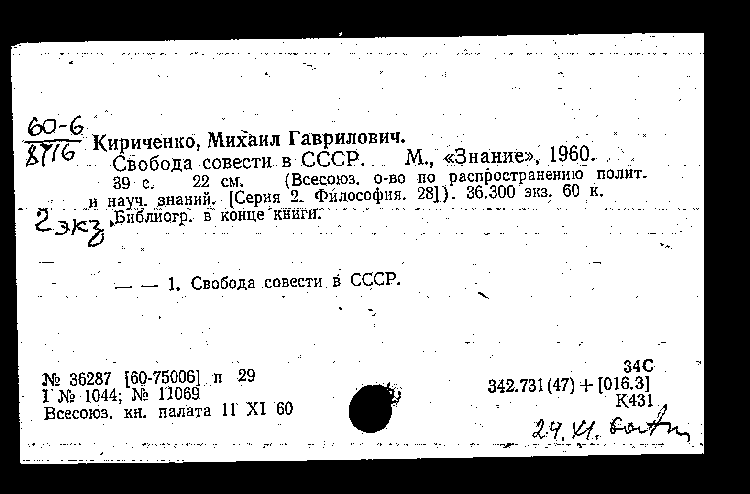 60-6
8716
Кириченко, Михаил Гаврилович.
Свобода совести в СССР. М., «Знание», 1960.
39 с. 22 см. (Всесоюз. о-во по распространению полит.
и науч. знаний. [Серия 2. Философия. 28]). 36.300 экз. 60 к.
2 экз.
Библиогр. в конце книги.
— — 1. Свобода совести в СССР.
№ 36287 [60-75006] п 29
1 № 1044; № 11069
Всесоюз. кн. палата 11 XI 60
34С
342.731(47) + [016.3]
К431
29. XI.